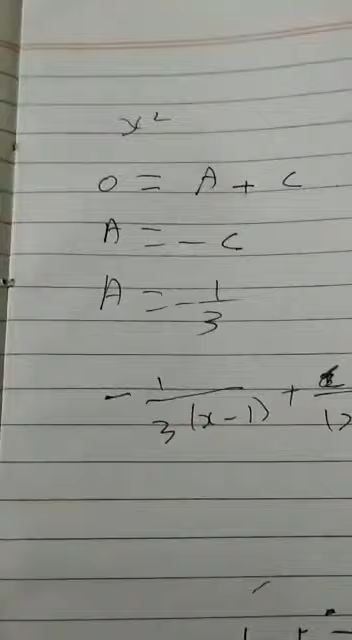 x²
0 = A + C
A = - C
A = - 1/3
- 1/3(x-1) +